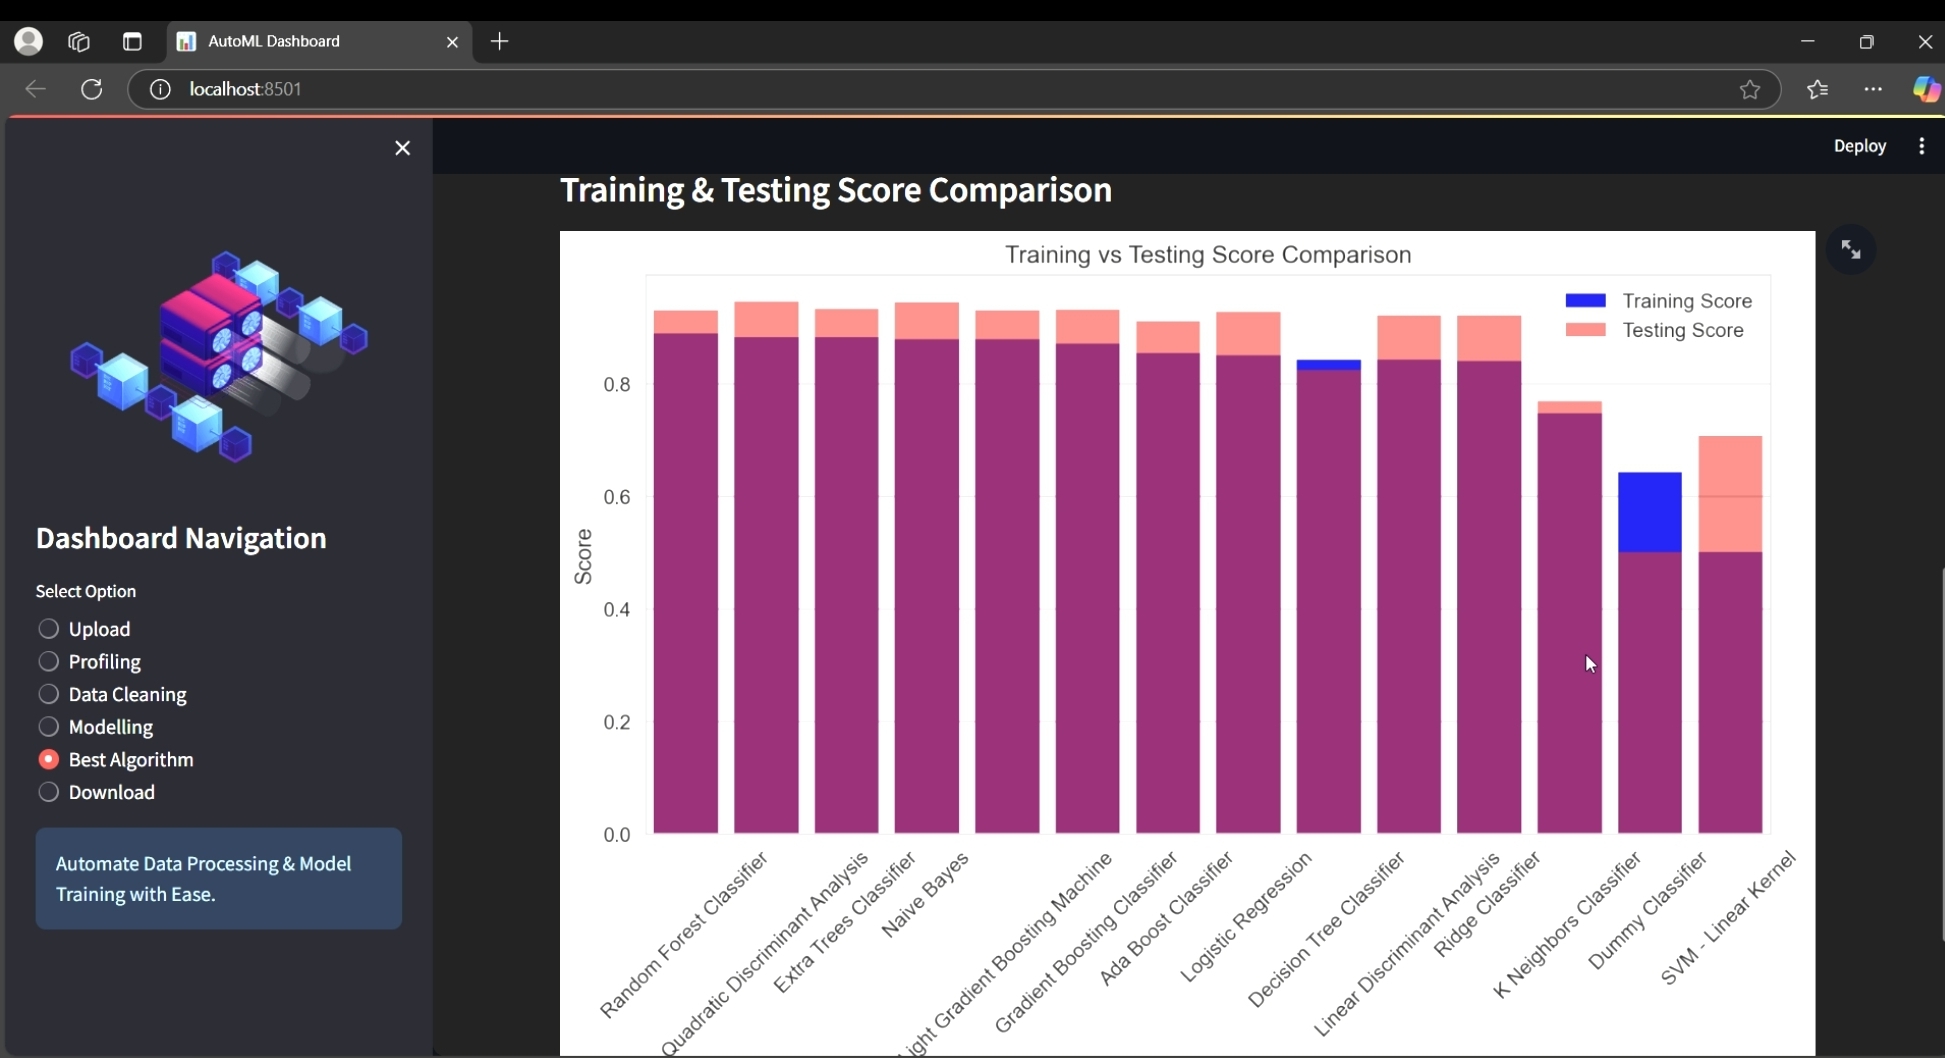 AutoML Dashboard
localhost:8501
Deploy
Training & Testing Score Comparison
Training vs Testing Score Comparison
Training Score
Testing Score
0.8
0.6
0.4
0.2
0.0
Score
Random Forest Classifier
Quadratic Discriminant Analysis
Extra Trees Classifier
Naive Bayes
Light Gradient Boosting Machine
Gradient Boosting Classifier
Ada Boost Classifier
Logistic Regression
Decision Tree Classifier
Linear Discriminant Analysis
Ridge Classifier
K Neighbors Classifier
Dummy Classifier
SVM - Linear Kernel
Dashboard Navigation
Select Option
Upload
Profiling
Data Cleaning
Modelling
Best Algorithm
Download
Automate Data Processing & Model
Training with Ease.